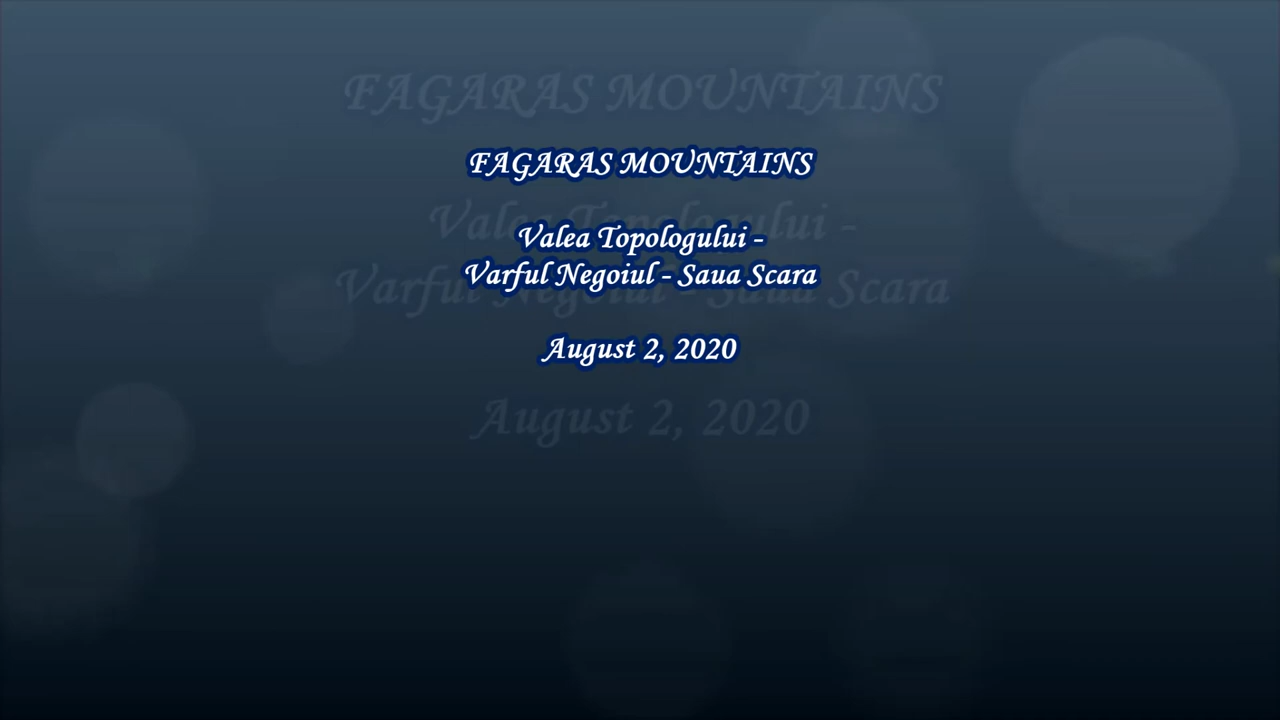 FAGARAS MOUNTAINS
Valea Topologului -
Varful Negoiul - Saua Scara
August 2, 2020